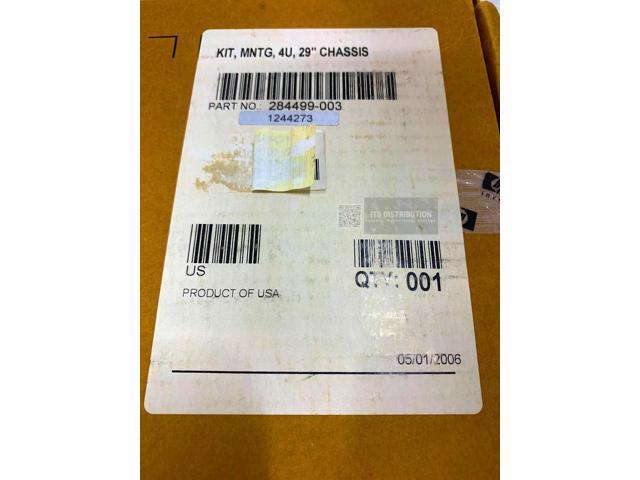 KIT, MNTG, 4U, 29" CHASSIS
PART NO.: 284499-003
1244273
ITS DISTRIBUTION
US
QTY: 001
PRODUCT OF USA
05/01/2006